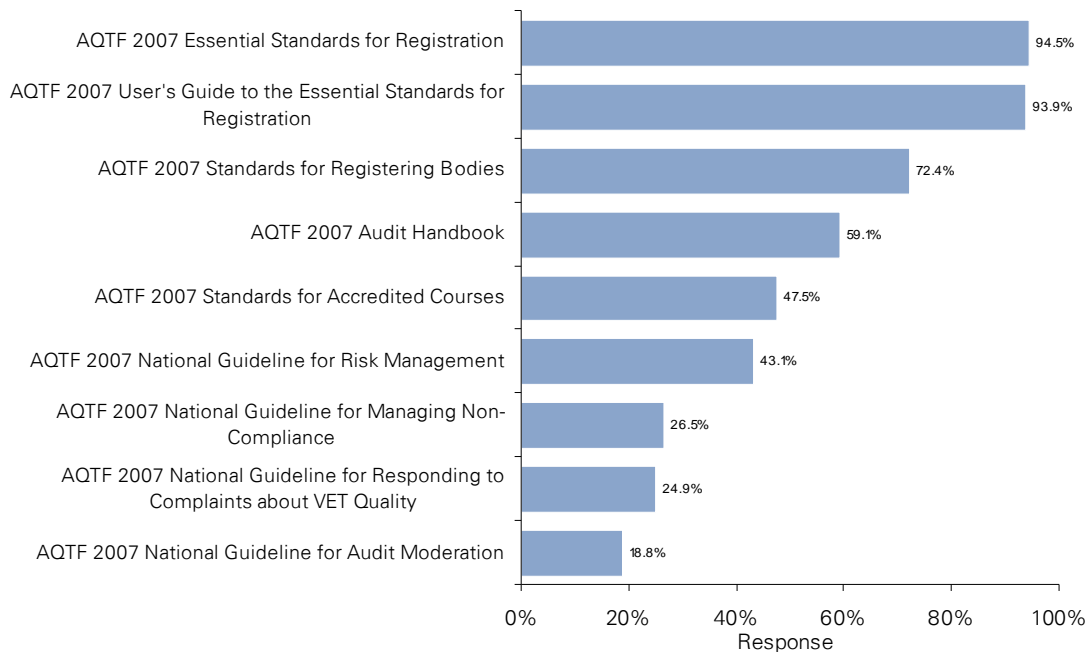 AQTF 2007 Essential Standards for Registration
94.5%
AQTF 2007 User's Guide to the Essential Standards for
Registration
93.9%
AQTF 2007 Standards for Registering Bodies
72.4%
AQTF 2007 Audit Handbook
59.1%
AQTF 2007 Standards for Accredited Courses
47.5%
AQTF 2007 National Guideline for Risk Management
43.1%
AQTF 2007 National Guideline for Managing Non-
Compliance
26.5%
AQTF 2007 National Guideline for Responding to
Complaints about VET Quality
24.9%
AQTF 2007 National Guideline for Audit Moderation
18.8%
0% 20% 40% 60% 80% 100%
Response